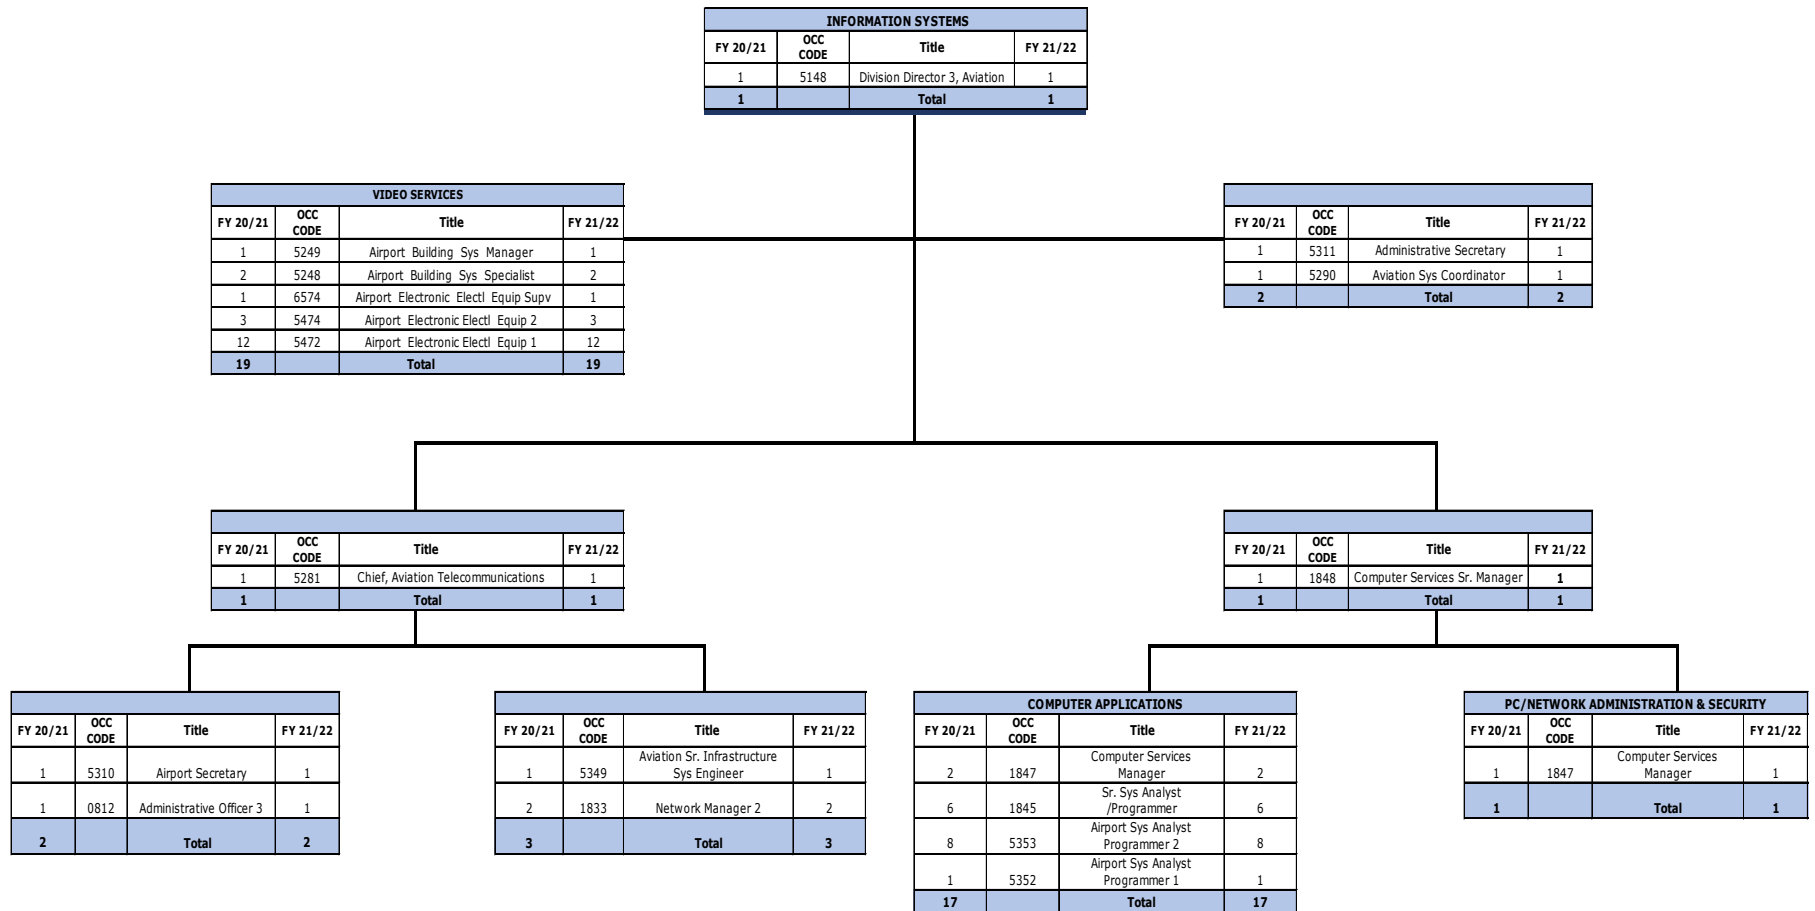 INFORMATION SYSTEMS
FY 20/21 OCC CODE Title FY 21/22
1 5148 Division Director 3, Aviation 1
1 Total 1
VIDEO SERVICES
FY 20/21 OCC CODE Title FY 21/22
1 5249 Airport Building Sys Manager 1
2 5248 Airport Building Sys Specialist 2
1 6574 Airport Electronic Electl Equip Supv 1
3 5474 Airport Electronic Electl Equip 2 3
12 5472 Airport Electronic Electl Equip 1 12
19 Total 19
FY 20/21 OCC CODE Title FY 21/22
1 5311 Administrative Secretary 1
1 5290 Aviation Sys Coordinator 1
2 Total 2
FY 20/21 OCC CODE Title FY 21/22
1 5281 Chief, Aviation Telecommunications 1
1 Total 1
FY 20/21 OCC CODE Title FY 21/22
1 1848 Computer Services Sr. Manager 1
1 Total 1
FY 20/21 OCC CODE Title FY 21/22
1 5310 Airport Secretary 1
1 0812 Administrative Officer 3 1
2 Total 2
FY 20/21 OCC CODE Title FY 21/22
Aviation Sr. Infrastructure
1 5349 Sys Engineer 1
2 1833 Network Manager 2 2
3 Total 3
COMPUTER APPLICATIONS
FY 20/21 OCC CODE Title FY 21/22
Computer Services
2 1847 Manager 2
Sr. Sys Analyst
6 1845 /Programmer 6
Airport Sys Analyst
8 5353 Programmer 2 8
Airport Sys Analyst
1 5352 Programmer 1 1
17 Total 17
PC/NETWORK ADMINISTRATION & SECURITY
FY 20/21 OCC CODE Title FY 21/22
Computer Services
1 1847 Manager 1
1 Total 1